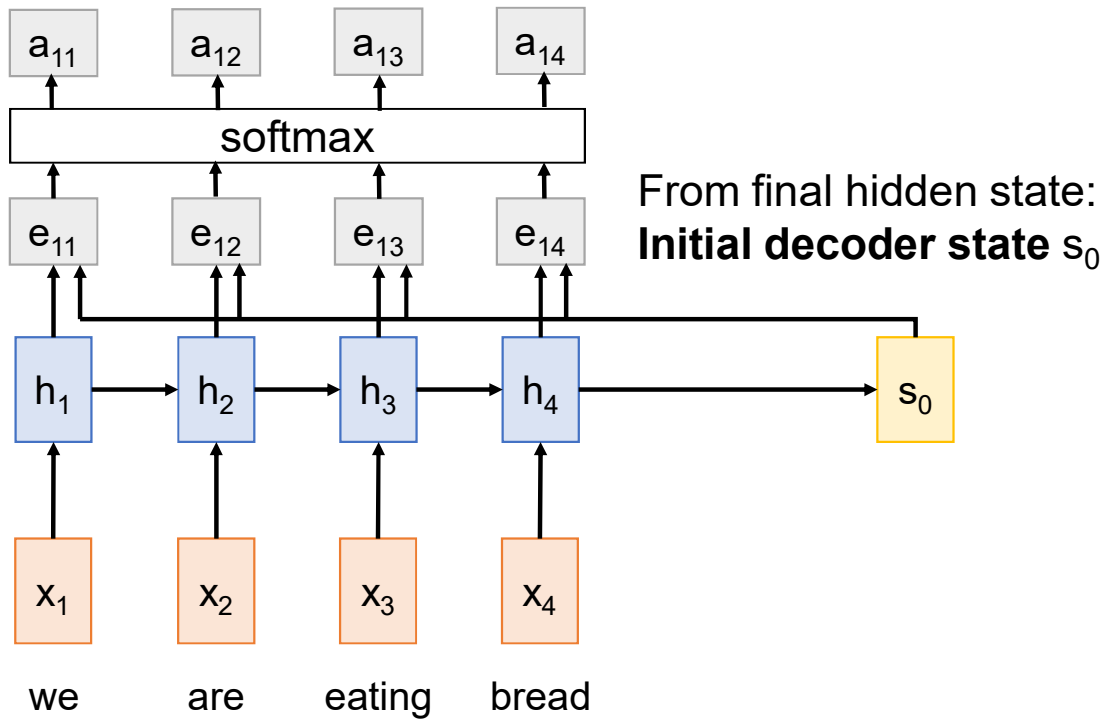 a₁₁ a₁₂ a₁₃ a₁₄
softmax
e₁₁ e₁₂ e₁₃ e₁₄
From final hidden state:
Initial decoder state s₀
h₁ h₂ h₃ h₄ s₀
x₁ x₂ x₃ x₄
we are eating bread